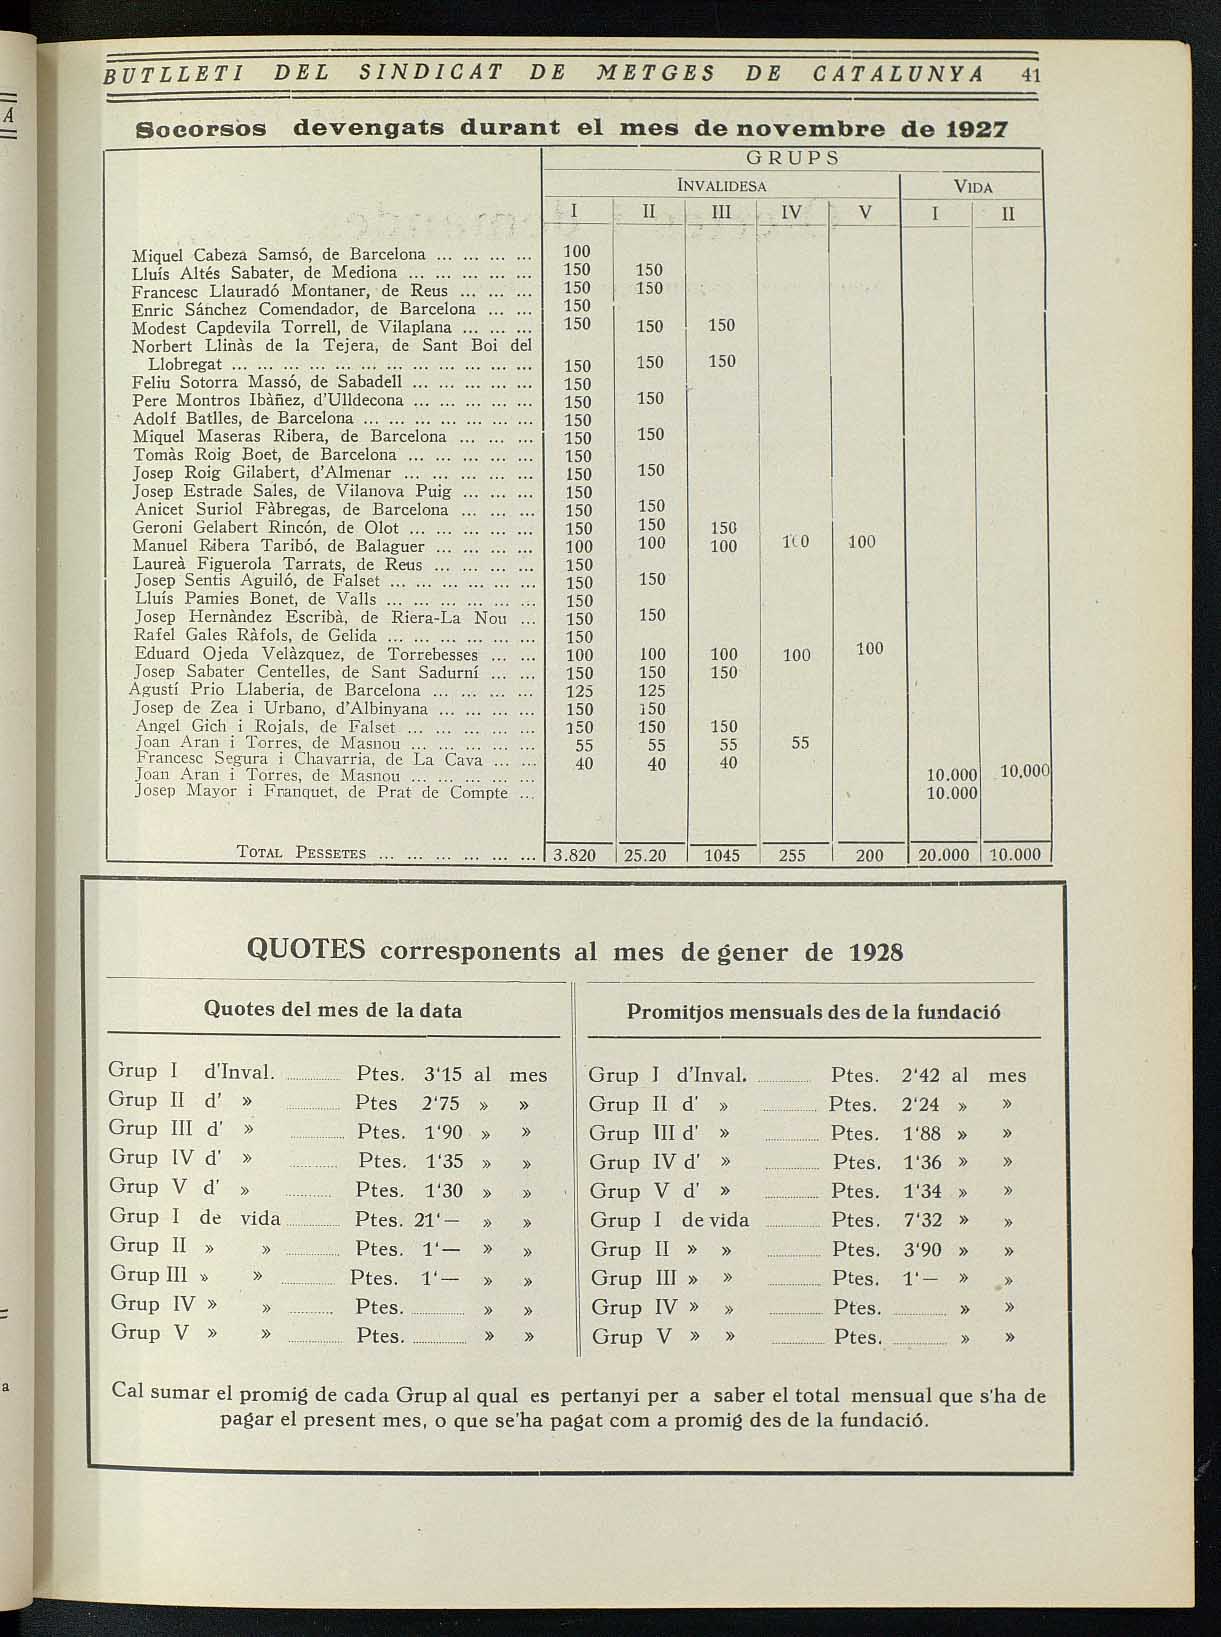 BUTLLETI DEL SINDICAT DE METGES DE CATALUNYA 41
Socorsos devengats durant el mes de novembre de 1927
GRUPS
INVALIDESA VIDA
I II III IV V I II
Miquel Cabeza Samsó, de Barcelona ... ... ... ... 100
Lluís Altés Sabater, de Mediona ... ... ... ... ... 150 150
Francesc Llauradó Montaner, de Reus ... ... ... 150 150
Enric Sánchez Comendador, de Barcelona ... ... 150
Modest Capdevila Torrell, de Vilaplana ... ... ... 150 150 150
Norbert Llinàs de la Tejera, de Sant Boi del
Llobregat ... ... ... ... ... ... ... ... ... ... ... ... 150 150 150
Feliu Sotorra Massó, de Sabadell ... ... ... ... ... 150
Pere Montros Ibàñez, d'Ulldecona ... ... ... ... ... 150 150
Adolf Batlles, de Barcelona ... ... ... ... ... ... ... 150
Miquel Maseras Ribera, de Barcelona ... ... ... 150 150
Tomàs Roig Boet, de Barcelona ... ... ... ... ... 150
Josep Roig Gilabert, d'Almenar ... ... ... ... ... 150 150
Josep Estrade Sales, de Vilanova Puig ... ... ... 150
Anicet Suriol Fàbregas, de Barcelona ... ... ... 150 150
Geroni Gelabert Rincón, de Olot ... ... ... ... ... 150 150 150
Manuel Ribera Taribó, de Balaguer ... ... ... ... 100 100 100 100 100
Laureà Figuerola Tarrats, de Reus ... ... ... ... 150
Josep Sentis Aguiló, de Falset ... ... ... ... ... ... 150 150
Lluís Pamies Bonet, de Valls ... ... ... ... ... ... 150
Josep Hernàndez Escribà, de Riera-La Nou ... 150 150
Rafel Gales Ràfols, de Gelida ... ... ... ... ... ... 150
Eduard Ojeda Velàzquez, de Torrebesses ... ... 100 100 100 100 100
Josep Sabater Centelles, de Sant Sadurní ... ... 150 150 150
Agustí Prio Llaberia, de Barcelona ... ... ... ... 125 125
Josep de Zea i Urbano, d'Albinyana ... ... ... ... 150 150
Angel Gich i Rojals, de Falset ... ... ... ... ... 150 150 150
Joan Aran i Torres, de Masnou ... ... ... ... ... 55 55 55 55
Francesc Segura i Chavarria, de La Cava ... ... 40 40 40
Joan Aran i Torres, de Masnou ... ... ... ... ... 10.000 10.000
Josep Mayor i Franquet, de Prat de Compte ... 10.000
TOTAL PESSETES ... ... ... ... ... ... 3.820 25.20 1045 255 200 20.000 10.000
QUOTES corresponents al mes de gener de 1928
Quotes del mes de la data
Grup I d'Inval. ............ Ptes. 3'15 al mes
Grup II d' » ............ Ptes 2'75 » »
Grup III d' » ............ Ptes. 1'90 » »
Grup IV d' » ............ Ptes. 1'35 » »
Grup V d' » ............ Ptes. 1'30 » »
Grup I de vida ............ Ptes. 21'— » »
Grup II » » ............ Ptes. 1'— » »
Grup III » » ............ Ptes. 1'— » »
Grup IV » » ............ Ptes. ............ » »
Grup V » » ............ Ptes. ............ » »
Promitjos mensuals des de la fundació
Grup I d'Inval. ............ Ptes. 2'42 al mes
Grup II d' » ............ Ptes. 2'24 » »
Grup III d' » ............ Ptes. 1'88 » »
Grup IV d' » ............ Ptes. 1'36 » »
Grup V d' » ............ Ptes. 1'34 » »
Grup I de vida ............ Ptes. 7'32 » »
Grup II » » ............ Ptes. 3'90 » »
Grup III » » ............ Ptes. 1'— » »
Grup IV » » ............ Ptes. ............ » »
Grup V » » ............ Ptes. ............ » »
Cal sumar el promig de cada Grup al qual es pertanyi per a saber el total mensual que s'ha de
pagar el present mes, o que se'ha pagat com a promig des de la fundació.